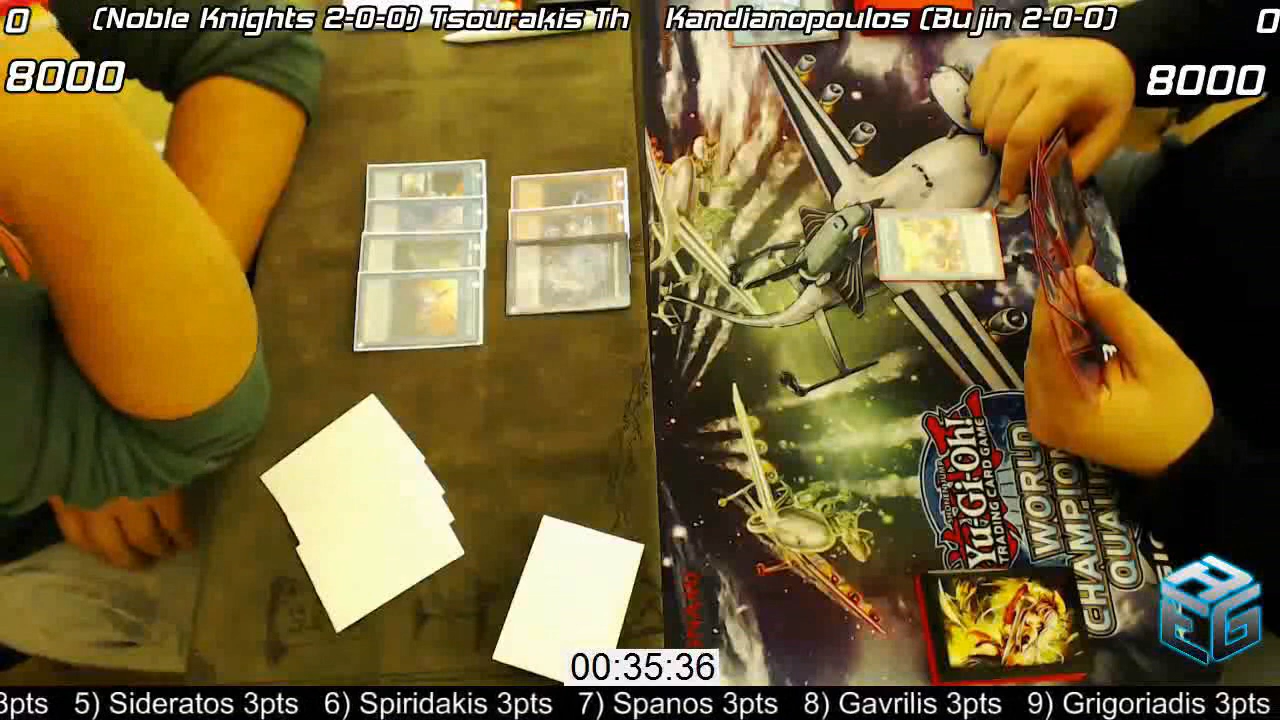 0 (Noble Knights 2-0-0) Tsourakis Th Kandianopoulos (Bujin 2-0-0) 0
8000 8000
Yu-Gi-Oh!
TRADING CARD GAME
WORLD
CHAMPION
QUALI
00:35:36
3pts 5) Sideratos 3pts 6) Spiridakis 3pts 7) Spanos 3pts 8) Gavrilis 3pts 9) Grigoriadis 3pts